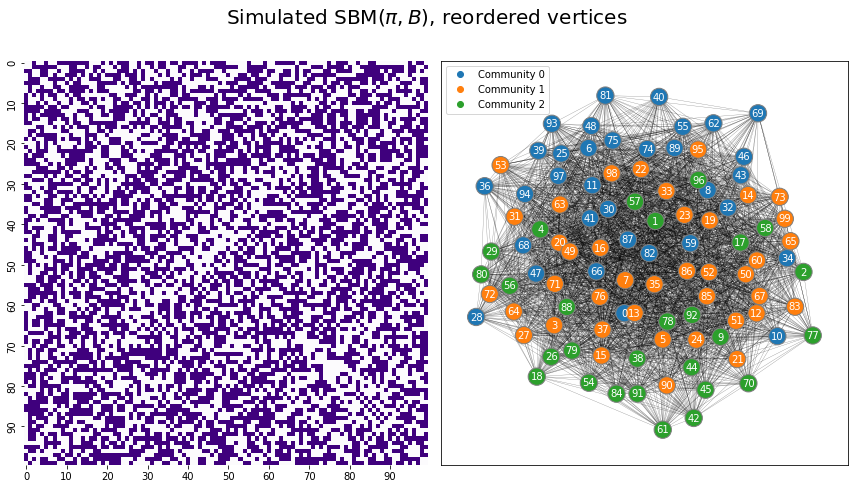 Simulated SBM(π, B), reordered vertices
Community 0
Community 1
Community 2
0
10
20
30
40
50
60
70
80
90
0 10 20 30 40 50 60 70 80 90
81 40
69
93 48 55 62
75
39 25 6 74 89 95
46
53 98 22
97 96 43
36 94 11 33 8 14 73
63 57 32
31 41 30 23 19 99
4 1 58
68 20 87 59 17 65
29 49 16 82 60 34
80 47 66 86 52 50 2
56 71 7 35
72 76 85 67
28 64 88 0 13 92 12 83
3 37 78 51
27 5 24 9 10 77
26 79 15 38 21
18 54 44 70
84 91 90 45
61 42